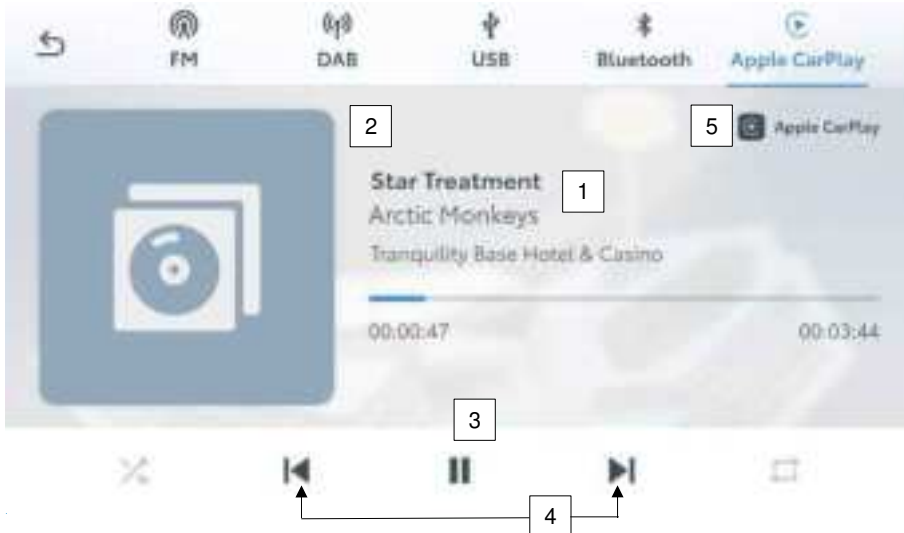 FM
DAB
USB
Bluetooth
Apple CarPlay
2
5
Apple CarPlay
Star Treatment
1
Arctic Monkeys
Tranquility Base Hotel & Casino
00:00:47
00:03:44
3
4